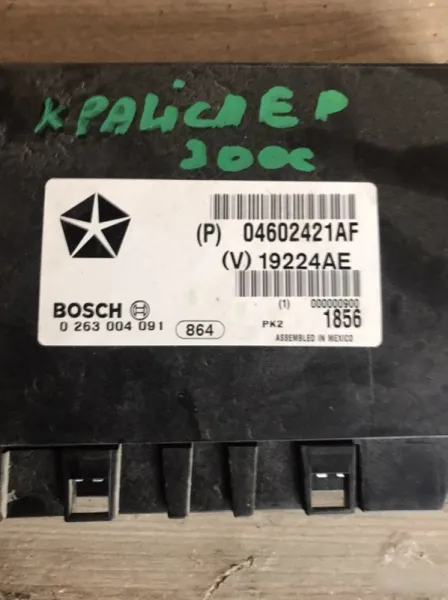 КРАЙСЛЕР
300с
(P) 04602421AF
(V) 19224AE
(1) 000000900
BOSCH
0 263 004 091 864 PK2 1856
ASSEMBLED IN MEXICO